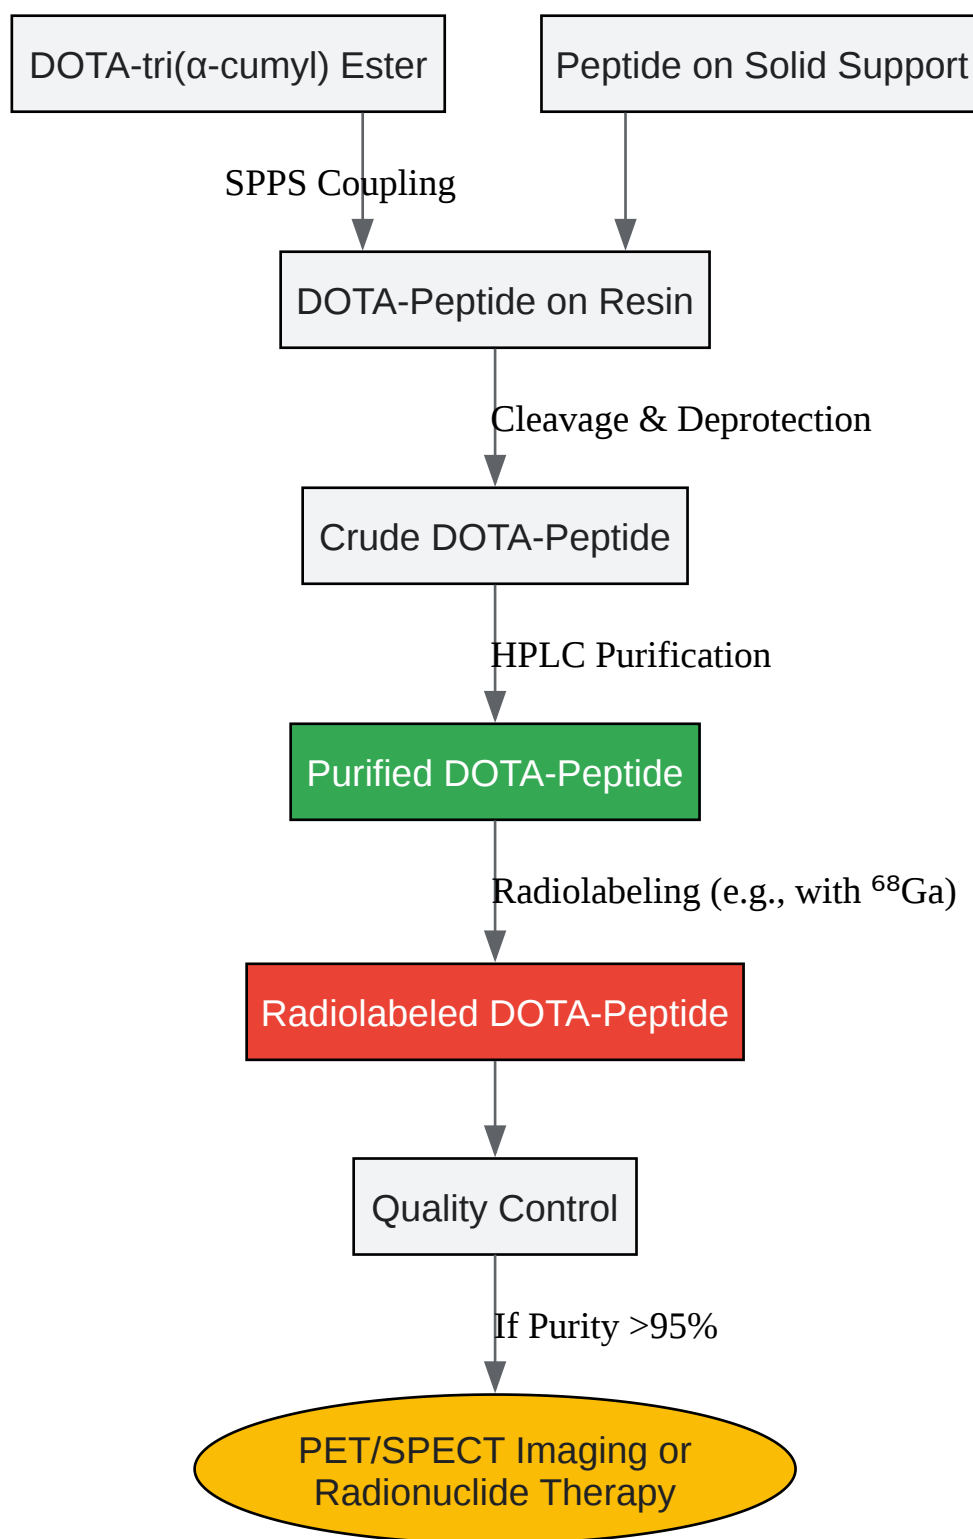 DOTA-tri(α-cumyl) Ester
Peptide on Solid Support
SPPS Coupling
DOTA-Peptide on Resin
Cleavage & Deprotection
Crude DOTA-Peptide
HPLC Purification
Purified DOTA-Peptide
Radiolabeling (e.g., with ⁶⁸Ga)
Radiolabeled DOTA-Peptide
Quality Control
If Purity >95%
PET/SPECT Imaging or
Radionuclide Therapy